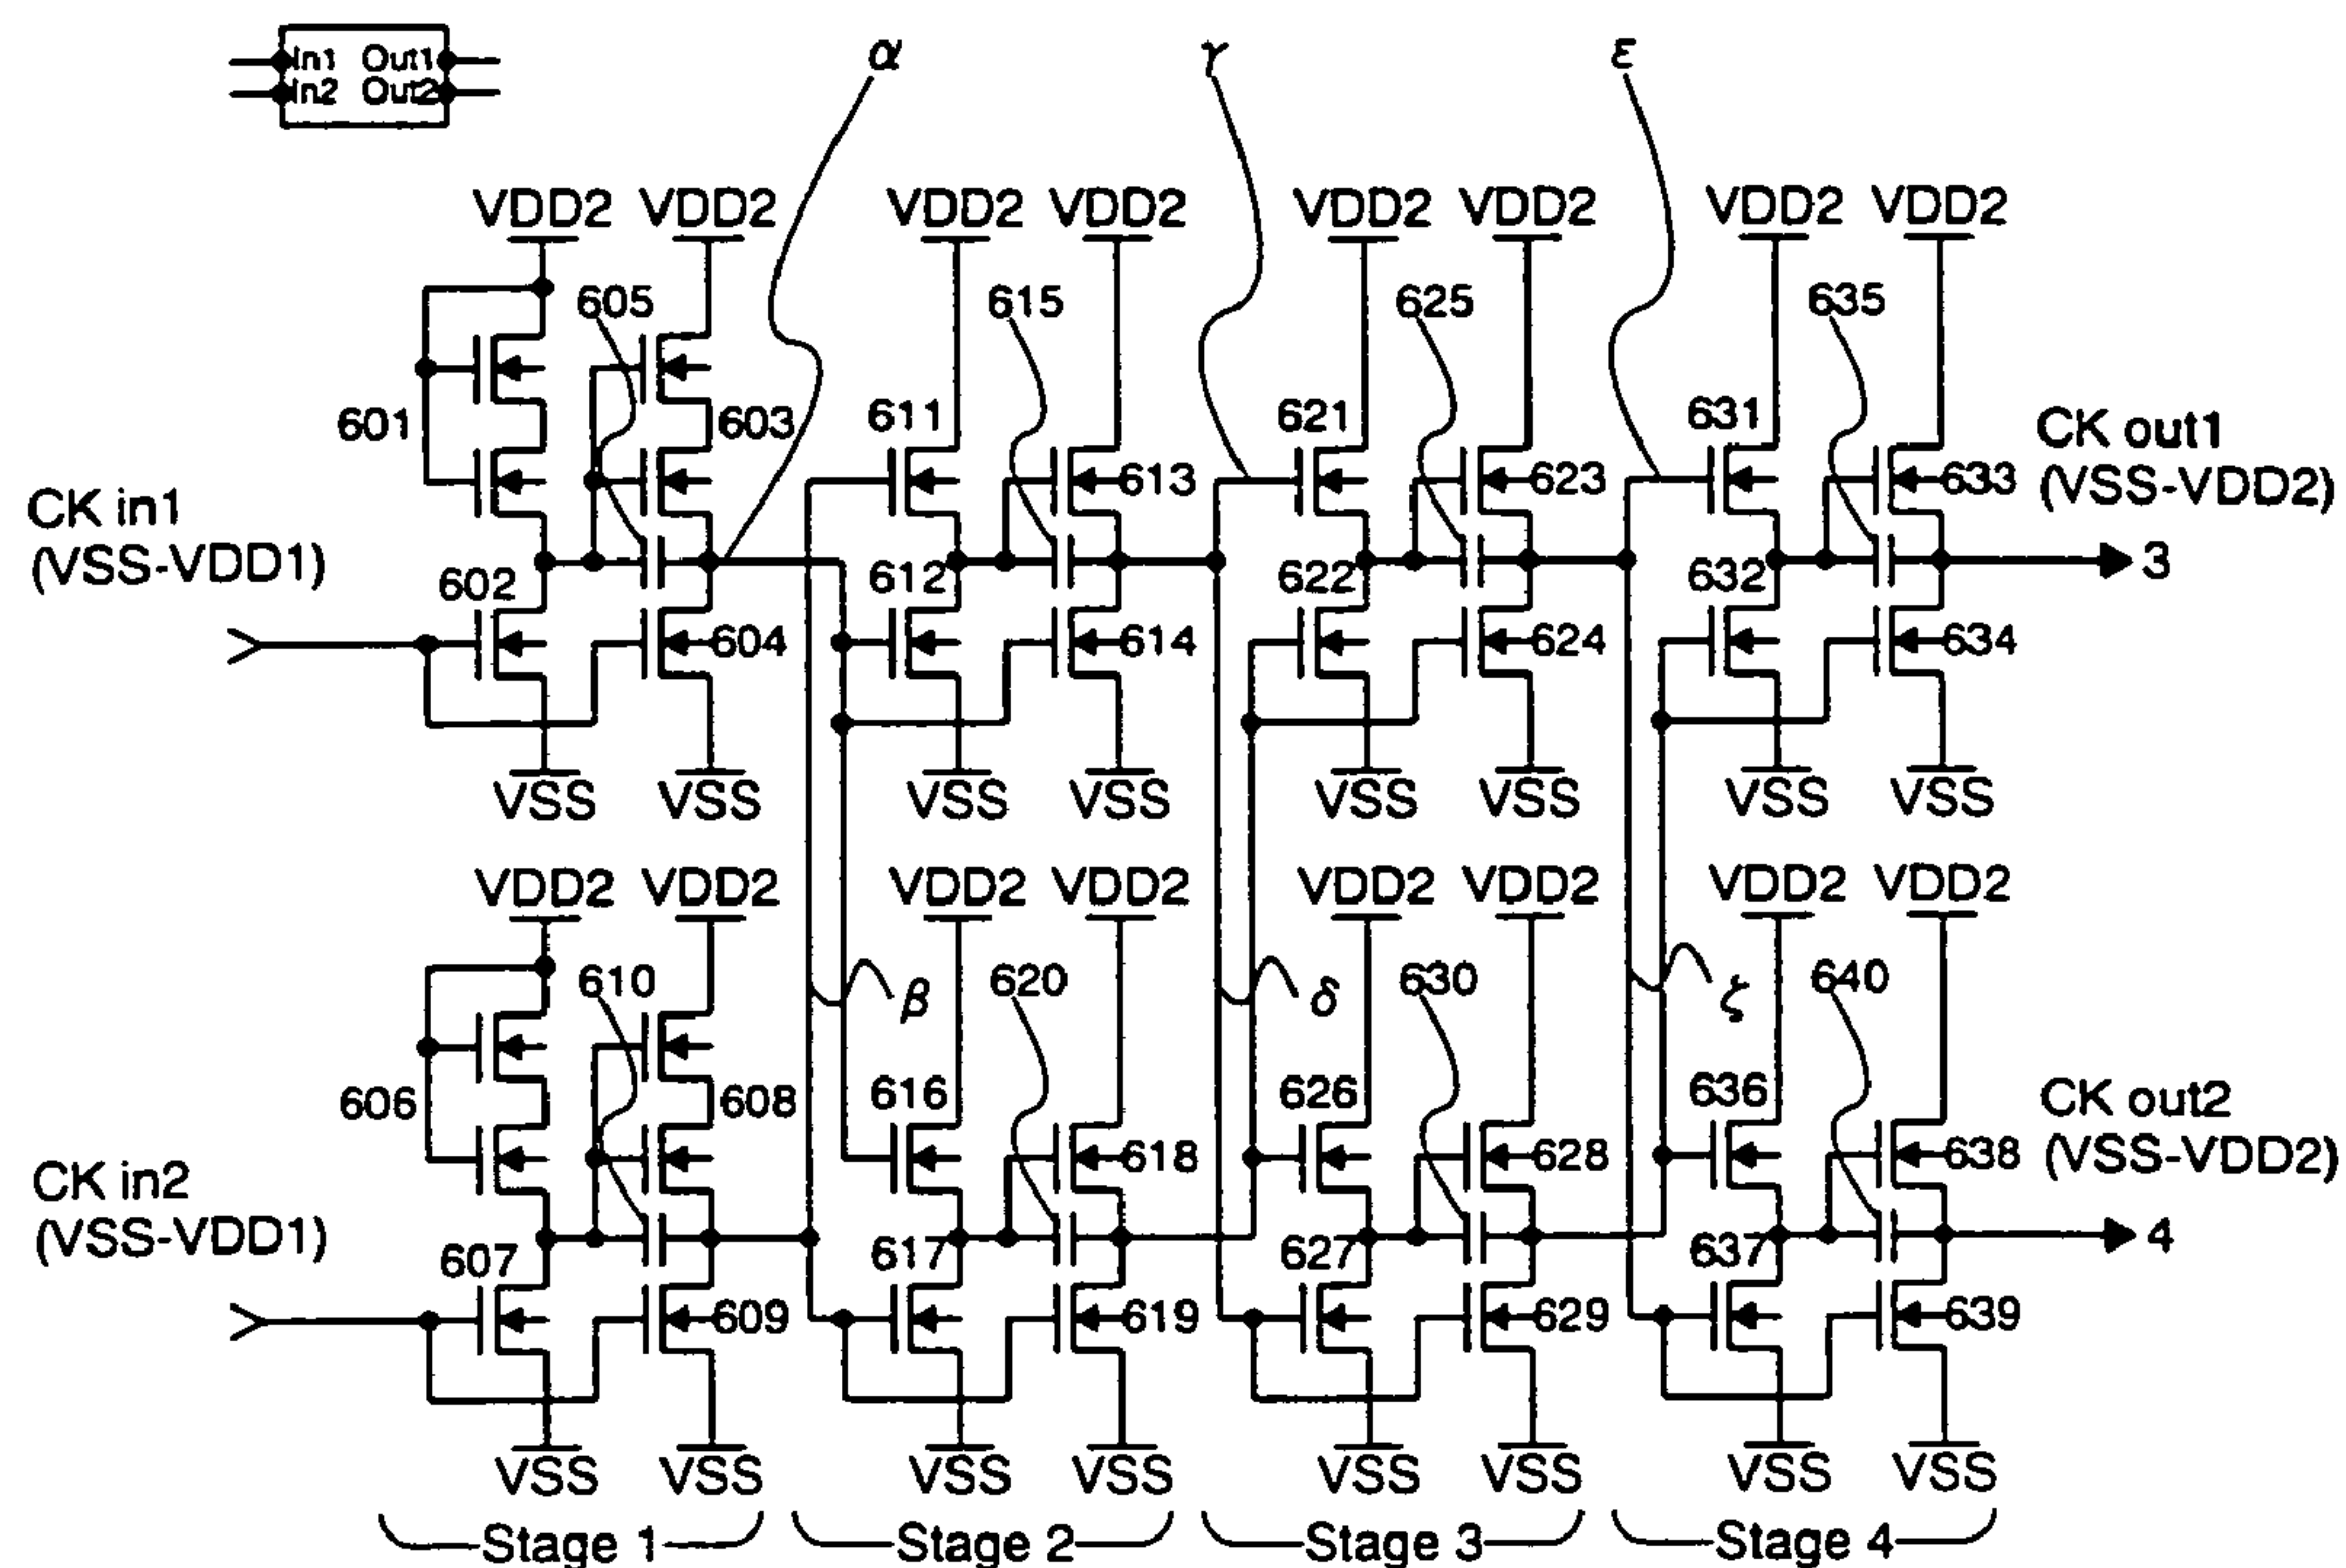 In1 Out1
In2 Out2
α γ ε
VDD2 VDD2 VDD2 VDD2 VDD2 VDD2 VDD2 VDD2
605 615 625 635
601 603 611 621 631
CK out1
(VSS-VDD2)
613 623 633
CK in1
(VSS-VDD1)
602 612 622 632 3
604 614 624 634
VSS VSS VSS VSS VSS VSS VSS VSS
VDD2 VDD2 VDD2 VDD2 VDD2 VDD2 VDD2 VDD2
610 β 620 δ 630 ζ 640
606 608 616 626 636
CK out2
(VSS-VDD2)
618 628 638
CK in2
(VSS-VDD1)
607 617 627 637 4
609 619 629 639
VSS VSS VSS VSS VSS VSS VSS VSS
Stage 1 Stage 2 Stage 3 Stage 4